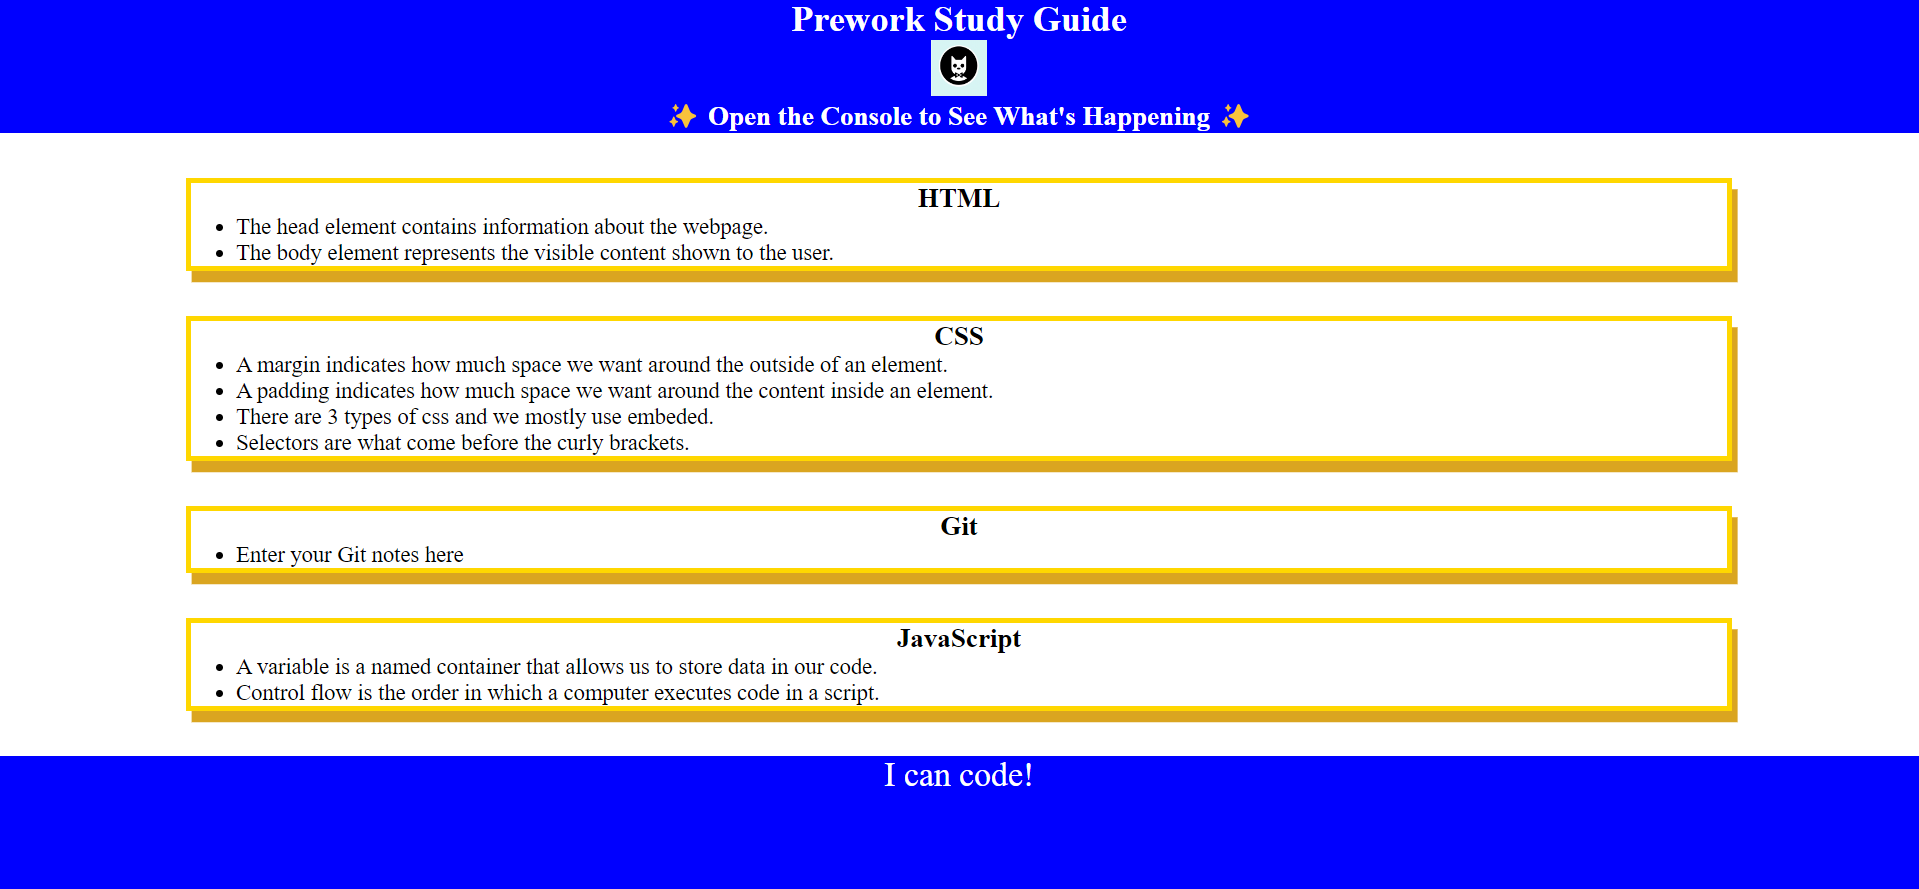 Prework Study Guide
✨ Open the Console to See What's Happening ✨
HTML
• The head element contains information about the webpage.
• The body element represents the visible content shown to the user.
CSS
• A margin indicates how much space we want around the outside of an element.
• A padding indicates how much space we want around the content inside an element.
• There are 3 types of css and we mostly use embeded.
• Selectors are what come before the curly brackets.
Git
• Enter your Git notes here
JavaScript
• A variable is a named container that allows us to store data in our code.
• Control flow is the order in which a computer executes code in a script.
I can code!